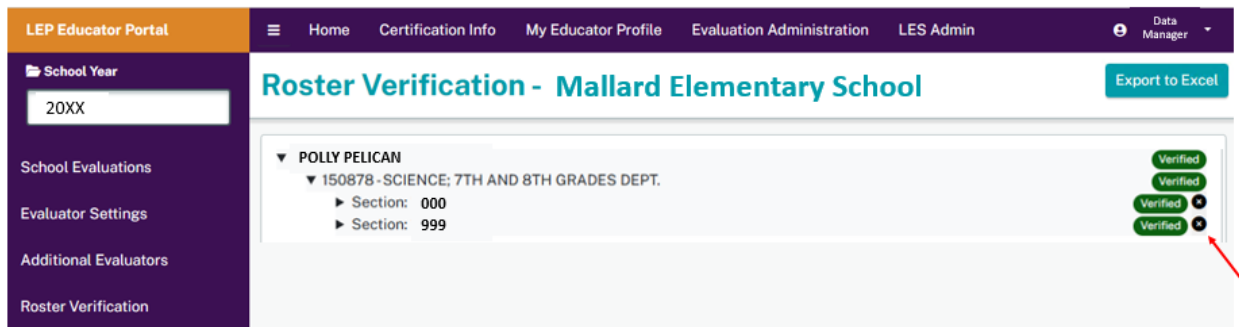 LEP Educator Portal
☰ Home Certification Info My Educator Profile Evaluation Administration LES Admin Data Manager
School Year
20XX
Roster Verification - Mallard Elementary School
Export to Excel
School Evaluations
Evaluator Settings
Additional Evaluators
Roster Verification
POLLY PELICAN Verified
150878 - SCIENCE; 7TH AND 8TH GRADES DEPT. Verified
Section: 000 Verified
Section: 999 Verified